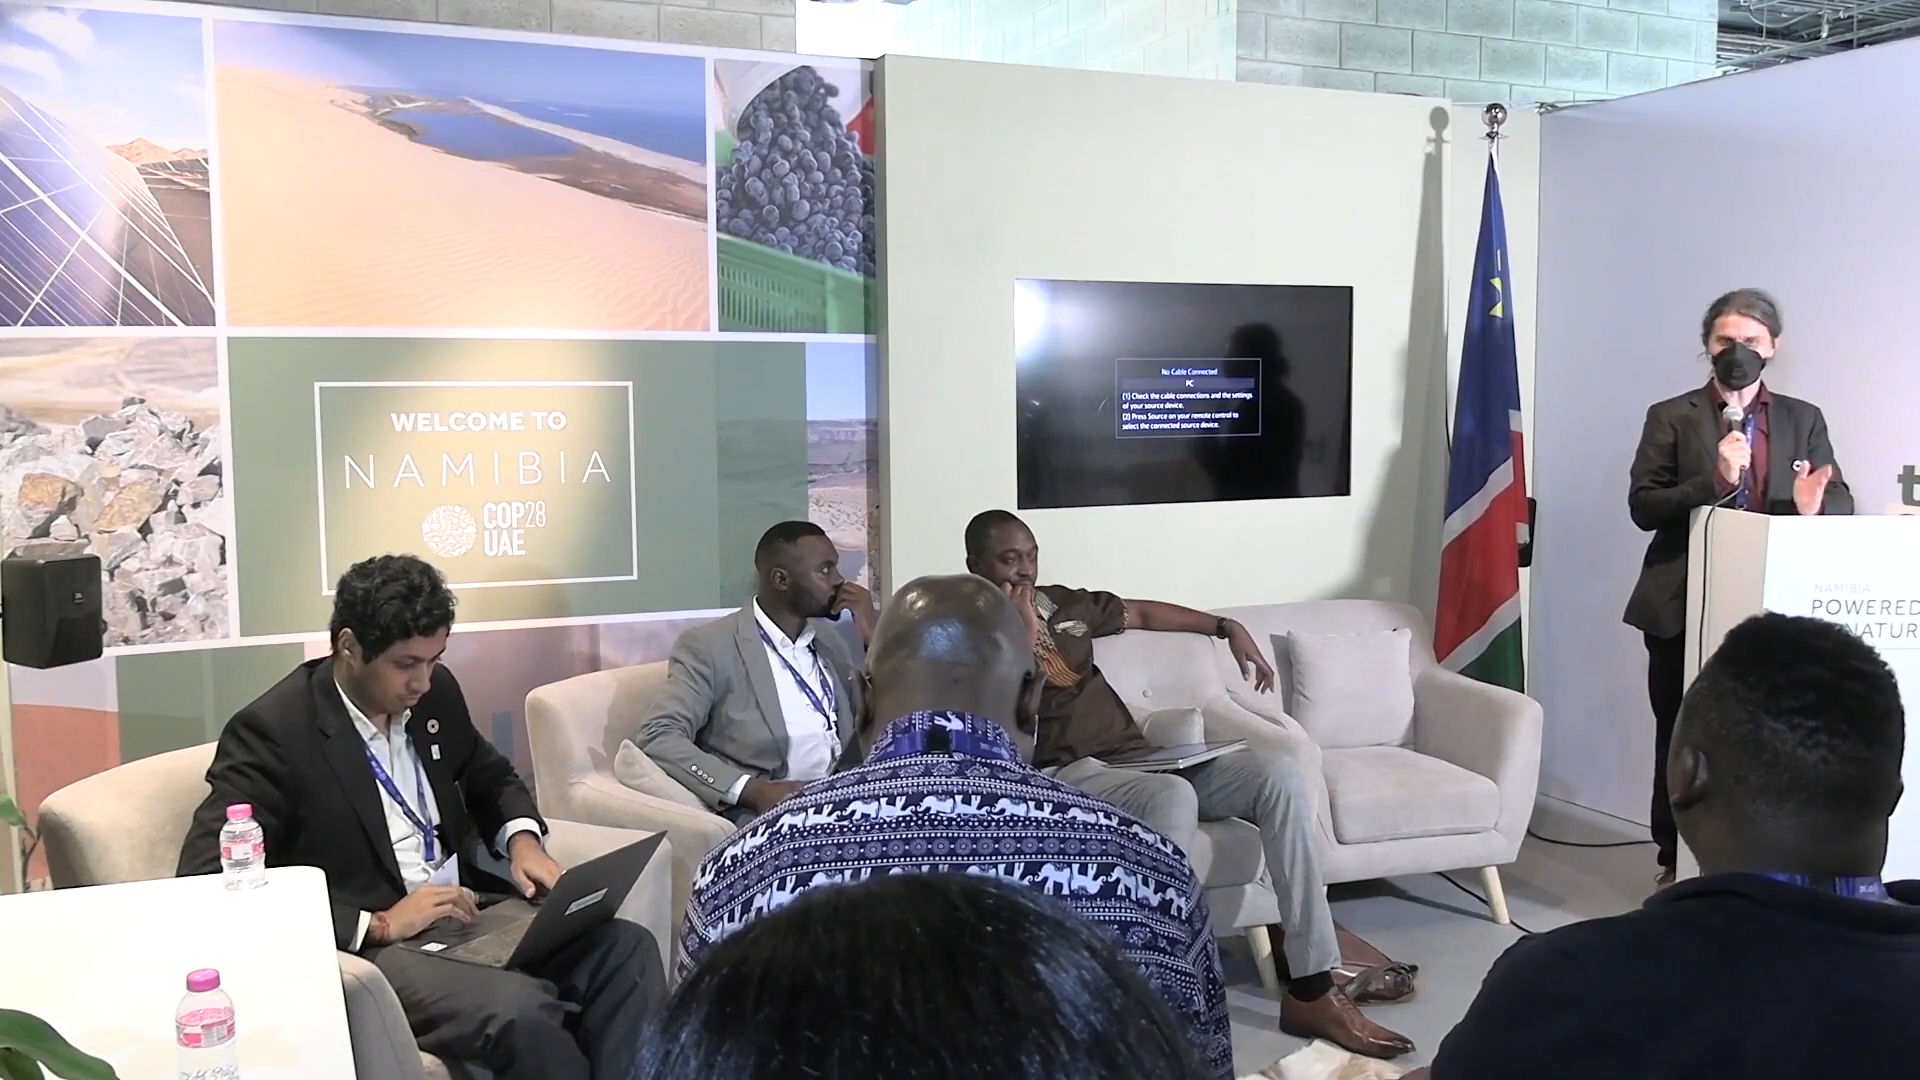 WELCOME TO
NAMIBIA
COP28
UAE
No Cable Connected
PC
(1) Check the cable connections and the settings
of your source device.
(2) Press Source on your remote control to
select the connected source device.
NAMIBIA
POWERED